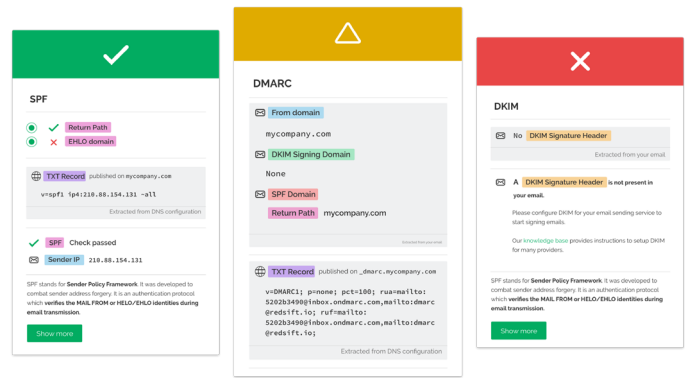 SPF
Return Path
EHLO domain
TXT Record published on mycompany.com
v=spf1 ip4:210.88.154.131 -all
Extracted from DNS configuration
SPF Check passed
Sender IP 210.88.154.131
SPF stands for Sender Policy Framework. It was developed to
combat sender address forgery. It is an authentication protocol
which verifies the MAIL FROM or HELO/EHLO identities during
email transmission.
Show more
DMARC
From domain
mycompany.com
DKIM Signing Domain
None
SPF Domain
Return Path mycompany.com
Extracted from your email
TXT Record published on _dmarc.mycompany.com
v=DMARC1; p=none; pct=100; rua=mailto:
5202b3490@inbox.ondmarc.com,mailto:dmarc
@redsift.io; ruf=mailto:
5202b3490@inbox.ondmarc.com,mailto:dmarc
@redsift.io;
Extracted from DNS configuration
DKIM
No DKIM Signature Header
Extracted from your email
A DKIM Signature Header is not present in
your email.
Please configure DKIM for your email sending service to
start signing emails.
Our knowledge base provides instructions to setup DKIM
for many providers.
SPF stands for Sender Policy Framework. It was developed to
combat sender address forgery. It is an authentication protocol
which verifies the MAIL FROM or HELO/EHLO identities during
email transmission.
Show more